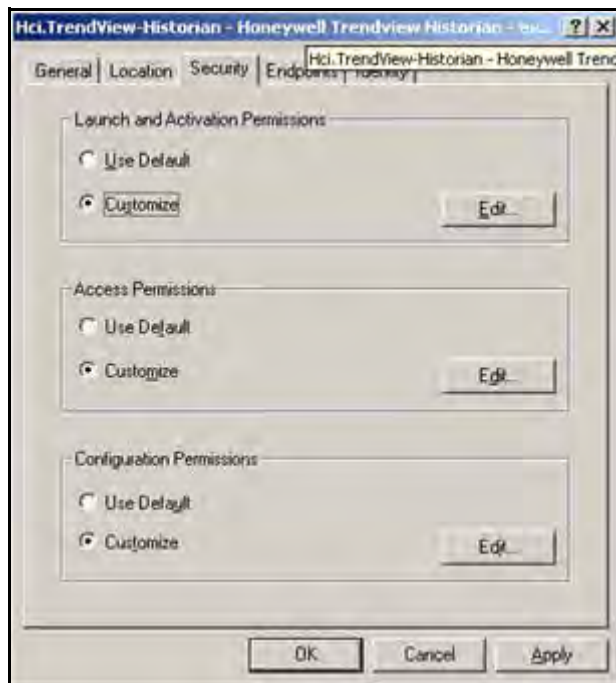 Hci.TrendView-Historian - Honeywell Trendview Historian -
Hci.TrendView-Historian - Honeywell Trend
General Location Security Endpoints Identity
Launch and Activation Permissions
Use Default
Customize
Edit...
Access Permissions
Use Default
Customize
Edit...
Configuration Permissions
Use Default
Customize
Edit...
OK Cancel Apply